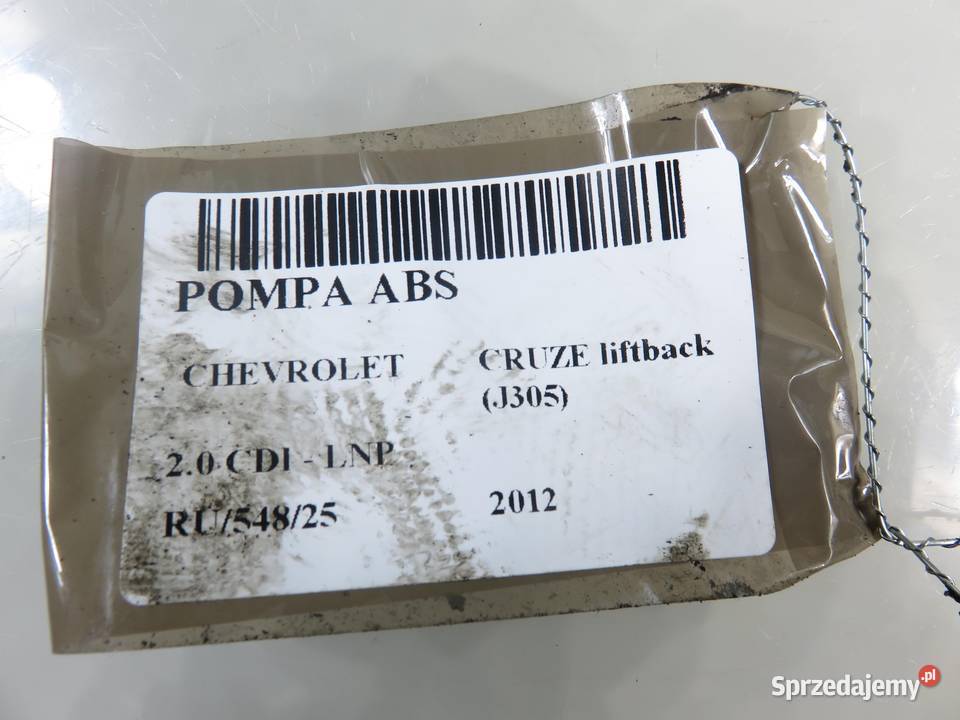 POMPA ABS
CHEVROLET CRUZE liftback
(J305)
2.0 CDI - LNP
RU/548/25 2012
Sprzedajemy.pl